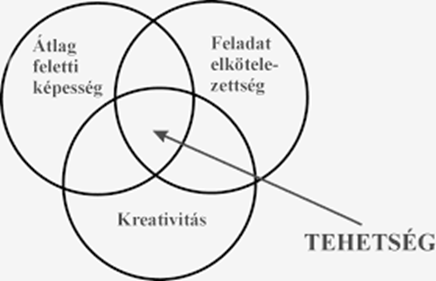 Átlag
feletti
képesség
Feladat
elkötele-
zettség
Kreativitás
TEHETSÉG